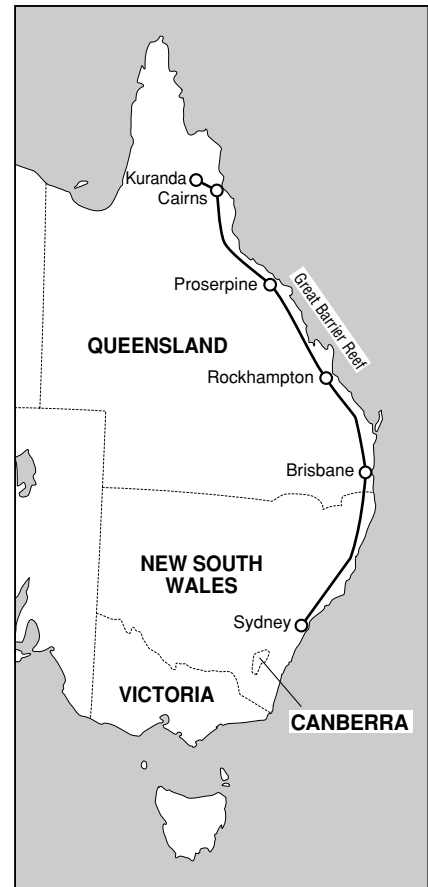 Kuranda
Cairns
Proserpine
Great Barrier Reef
QUEENSLAND
Rockhampton
Brisbane
NEW SOUTH
WALES
Sydney
VICTORIA
CANBERRA